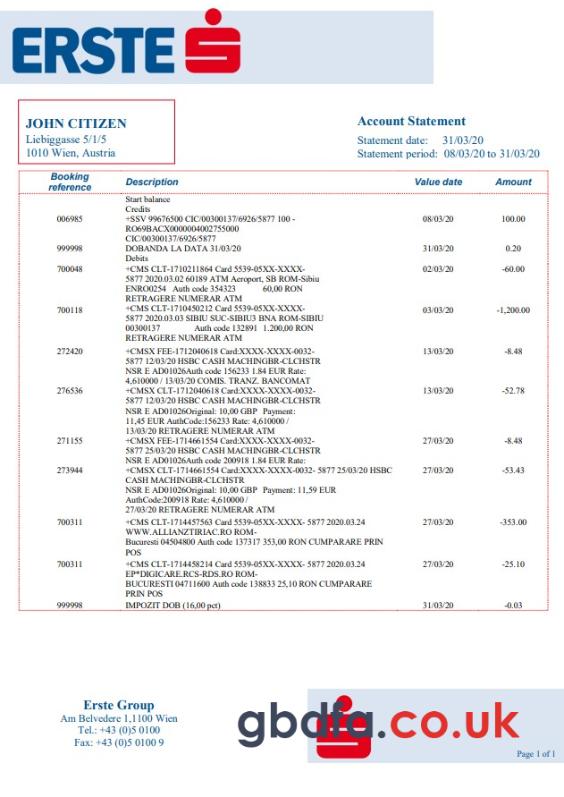 ERSTE
JOHN CITIZEN
Liebiggasse 5/1/5
1010 Wien, Austria
Account Statement
Statement date: 31/03/20
Statement period: 08/03/20 to 31/03/20
Booking reference Description Value date Amount
Start balance
Credits
006985 +SSV 99676500 CIC/00300137/6926/5877 100 - 08/03/20 100.00
RO69BACX0000004002755000
CIC/00300137/6926/5877
999998 DOBANDA LA DATA 31/03/20 31/03/20 0.20
Debits
700048 +CMS CLT-1710211864 Card 5539-05XX-XXXX- 02/03/20 -60.00
5877 2020.03.02 60189 ATM Aeroport, SB ROM-Sibiu
ENRO0254 Auth code 354323 60,00 RON
RETRAGERE NUMERAR ATM
700118 +CMS CLT-1710450212 Card 5539-05XX-XXXX- 03/03/20 -1,200.00
5877 2020.03.03 SIBIU SUC-SIBIU3 BNA ROM-SIBIU
00300137 Auth code 132891 1.200,00 RON
RETRAGERE NUMERAR ATM
272420 +CMSX FEE-1712040618 Card:XXXX-XXXX-0032- 13/03/20 -8.48
5877 12/03/20 HSBC CASH MACHINGBR-CLCHSTR
NSR E AD01026Auth code 156233 1.84 EUR Rate:
4,610000 / 13/03/20 COMIS. TRANZ. BANCOMAT
276536 +CMSX CLT-1712040618 Card:XXXX-XXXX-0032- 13/03/20 -52.78
5877 12/03/20 HSBC CASH MACHINGBR-CLCHSTR
NSR E AD01026Original: 10,00 GBP Payment:
11,45 EUR AuthCode:156233 Rate: 4,610000 /
13/03/20 RETRAGERE NUMERAR ATM
271155 +CMSX FEE-1714661554 Card:XXXX-XXXX-0032- 27/03/20 -8.48
5877 25/03/20 HSBC CASH MACHINGBR-CLCHSTR
NSR E AD01026Auth code 200918 1.84 EUR Rate:
273944 +CMSX CLT-1714661554 Card:XXXX-XXXX-0032- 5877 25/03/20 HSBC 27/03/20 -53.43
CASH MACHINGBR-CLCHSTR
NSR E AD01026Original: 10,00 GBP Payment: 11,59 EUR
AuthCode:200918 Rate: 4,610000 /
27/03/20 RETRAGERE NUMERAR ATM
700311 +CMS CLT-1714457563 Card 5539-05XX-XXXX- 5877 2020.03.24 27/03/20 -353.00
WWW.ALLIANZTIRIAC.RO ROM-
Bucuresti 04504800 Auth code 137317 353,00 RON CUMPARARE PRIN
POS
700311 +CMS CLT-1714458214 Card 5539-05XX-XXXX- 5877 2020.03.24 27/03/20 -25.10
EP*DIGICARE.RCS-RDS.RO ROM-
BUCURESTI 04711600 Auth code 138833 25,10 RON CUMPARARE
PRIN POS
999998 IMPOZIT DOB (16,00 pct) 31/03/20 -0.03
Erste Group
Am Belvedere 1,1100 Wien
Tel.: +43 (0)5 0100
Fax: +43 (0)5 0100 9
gbdfa.co.uk
Page 1 of 1